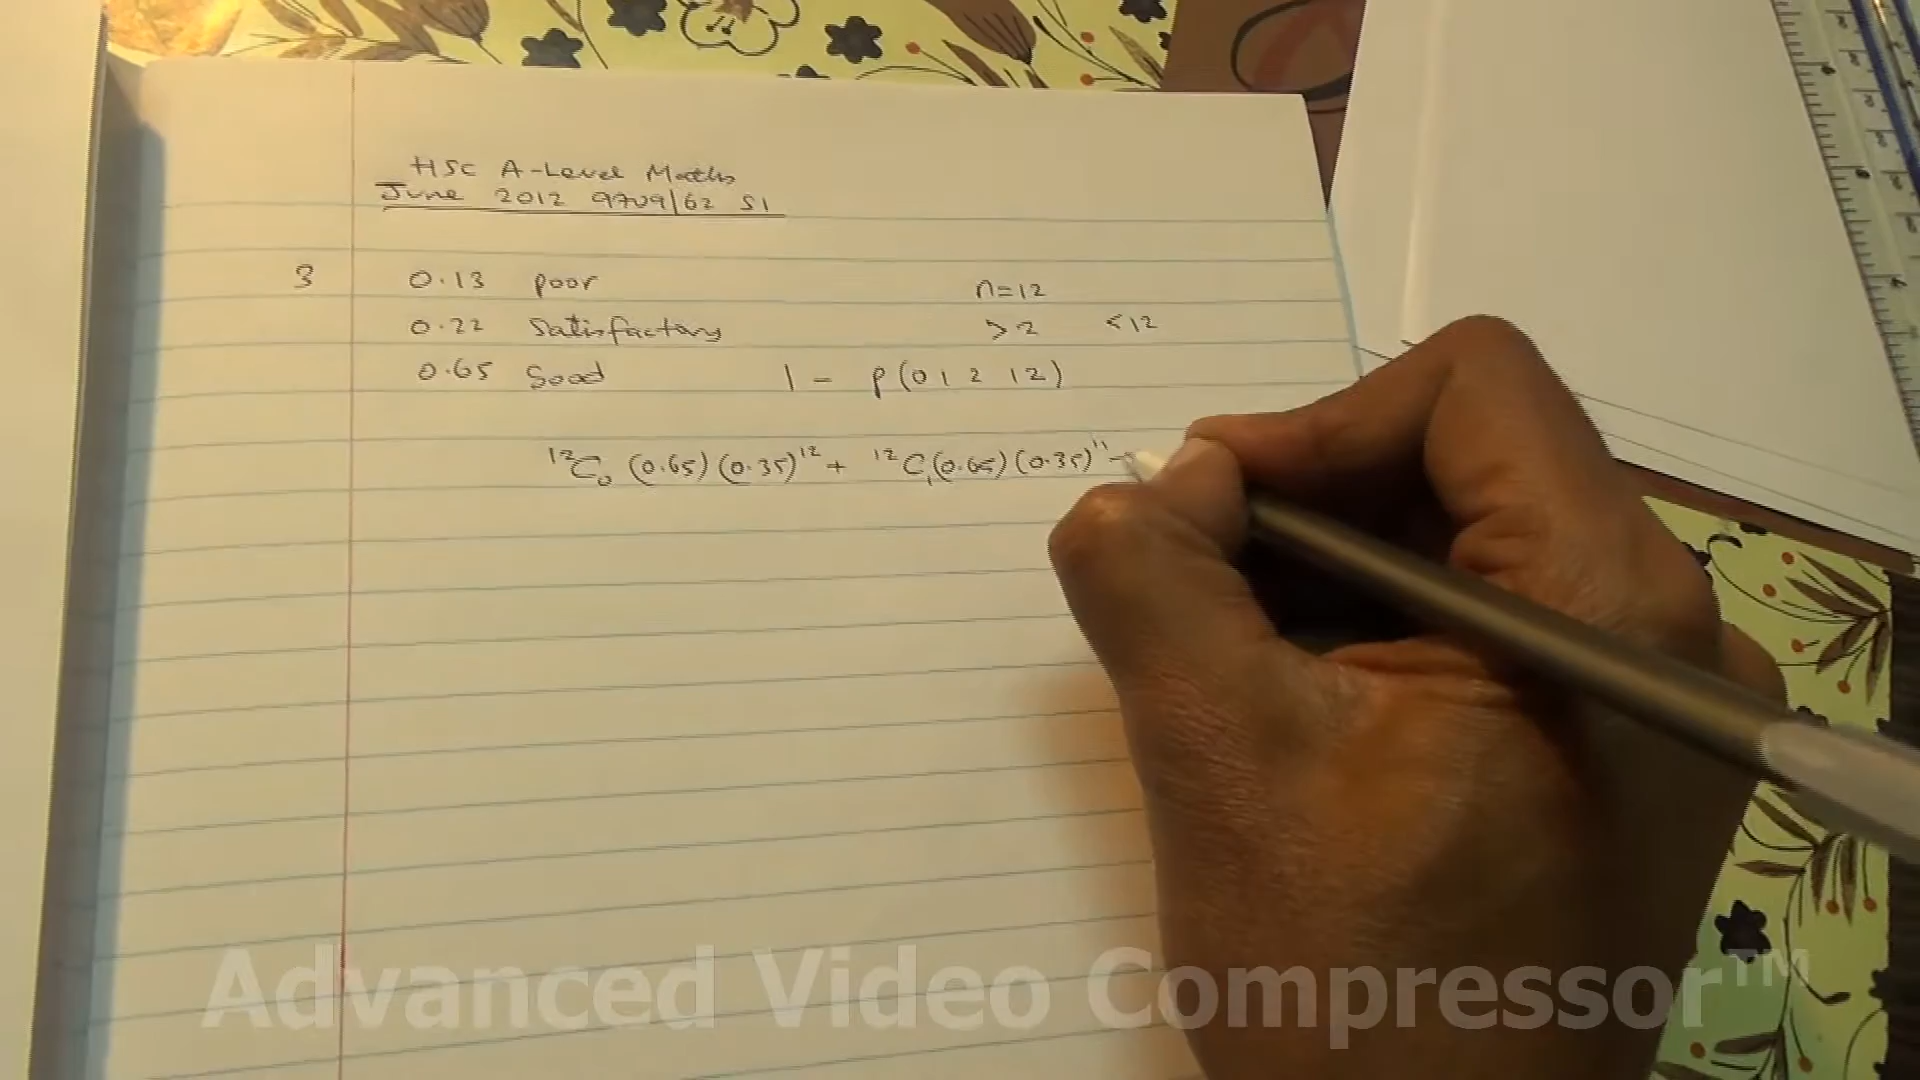 HSC A-Level Maths
June 2012 9709/62 S1
3 0.13 poor n=12
0.22 Satisfactory >2 <12
0.65 Good 1 - P(0 1 2 12)
¹²C₀ (0.65)(0.35)¹² + ¹²C₁(0.65)(0.35)¹¹
Advanced Video Compressor™